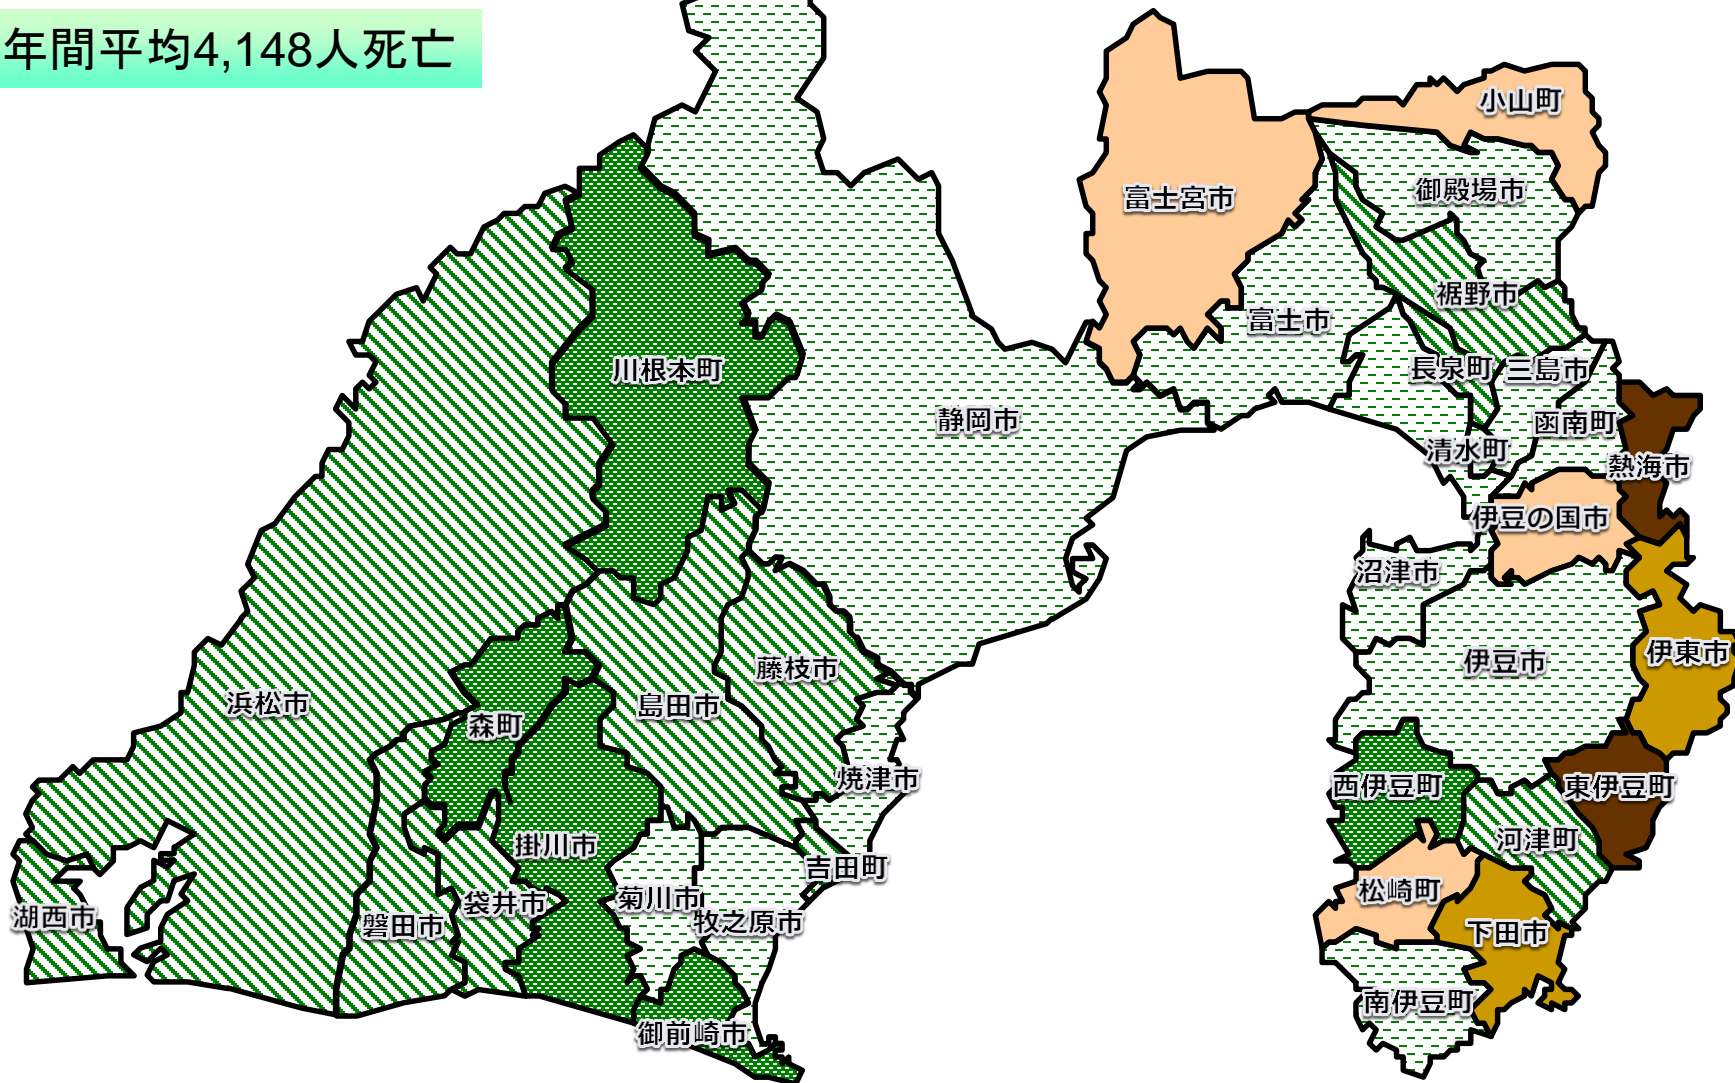 年間平均4,148人死亡
小山町
御殿場市
富士宮市
裾野市
富士市
川根本町
長泉町
三島市
静岡市
函南町
清水町
熱海市
伊豆の国市
沼津市
伊東市
伊豆市
藤枝市
浜松市
島田市
森町
焼津市
西伊豆町
東伊豆町
掛川市
河津町
吉田町
松崎町
菊川市
袋井市
湖西市
磐田市
牧之原市
下田市
南伊豆町
御前崎市